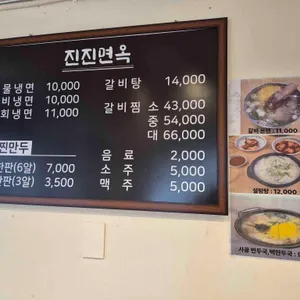 진진면옥
물냉면 10,000
비냉면 10,000
회냉면 11,000
갈비탕 14,000
갈비찜 소 43,000
중 54,000
대 66,000
찐만두
한판(6알) 7,000
반판(3알) 3,500
음료 2,000
소주 5,000
맥주 5,000
갈비 온면 : 11,000
설렁탕 : 12,000
사골 만두국, 떡만두국 :